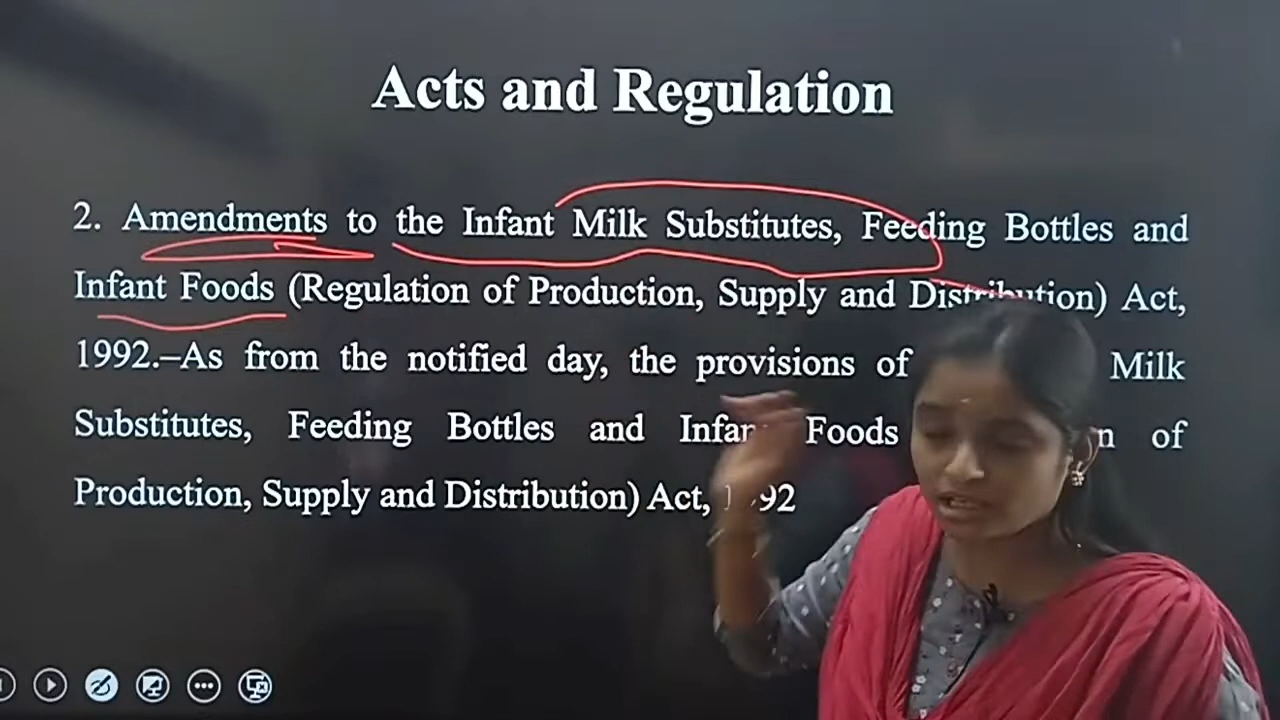 Acts and Regulation
2. Amendments to the Infant Milk Substitutes, Feeding Bottles and
Infant Foods (Regulation of Production, Supply and Distribution) Act,
1992.–As from the notified day, the provisions of Milk
Substitutes, Feeding Bottles and Foods of
Production, Supply and Distribution) Act,